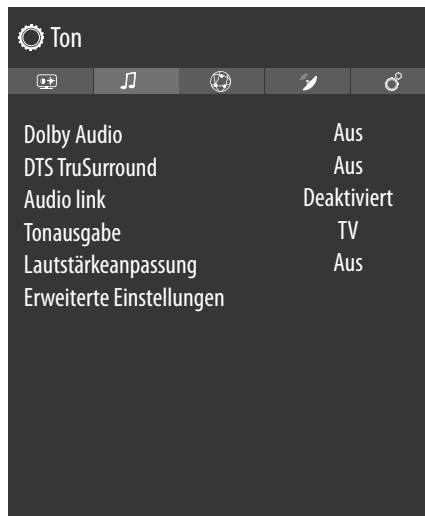 Ton
Dolby Audio Aus
DTS TruSurround Aus
Audio link Deaktiviert
Tonausgabe TV
Lautstärkeanpassung Aus
Erweiterte Einstellungen